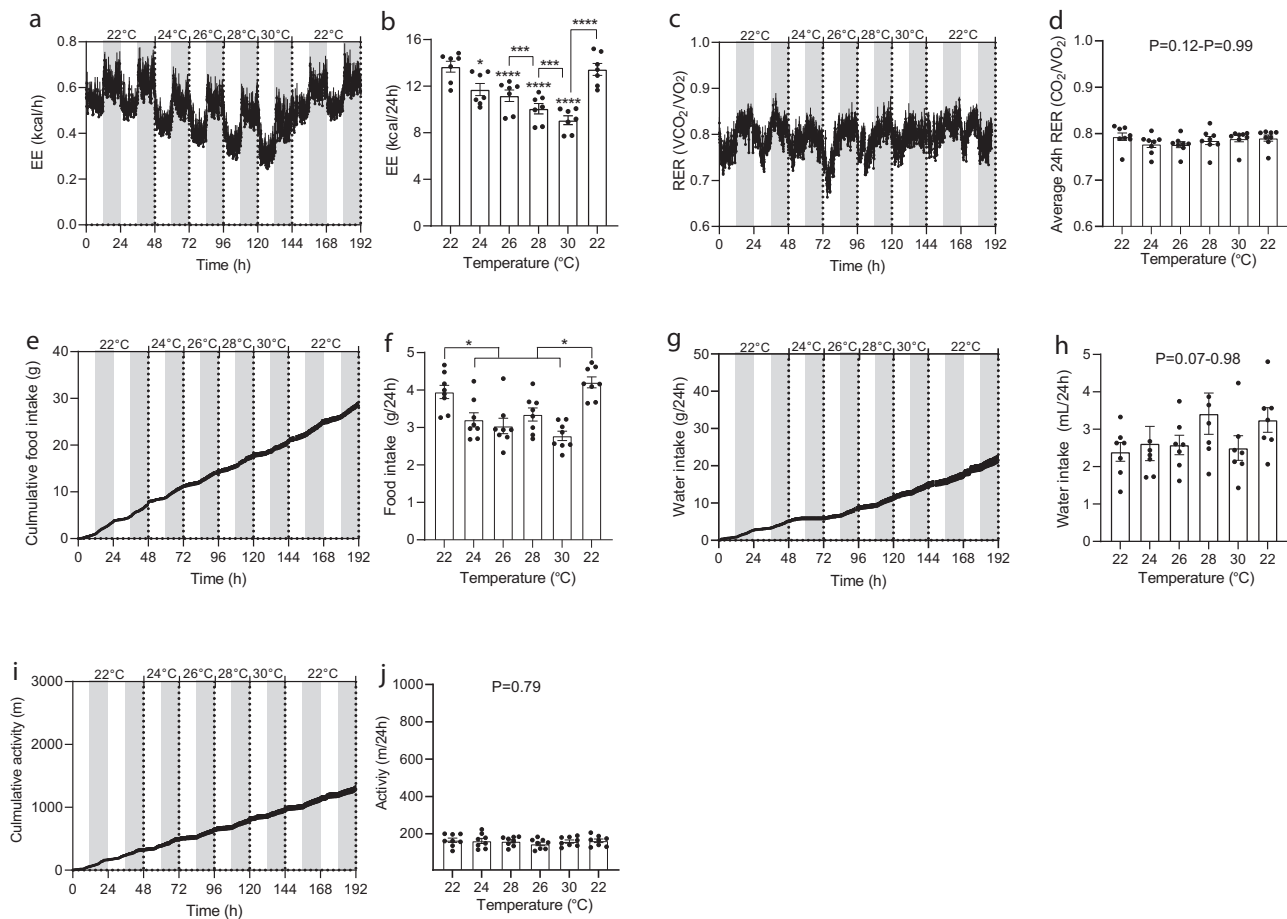 a
22°C 24°C 26°C 28°C 30°C 22°C
0.8
0.6
0.4
0.2
0.0
EE (kcal/h)
0 24 48 72 96 120 144 168 192
Time (h)
b
16
12
8
4
0
EE (kcal/24h)
* **** *** **** *** **** ****
22 24 26 28 30 22
Temperature (°C)
c
22°C 24°C 26°C 28°C 30°C 22°C
1.0
0.9
0.8
0.7
0.6
RER (VCO2/VO2)
0 24 48 72 96 120 144 168 192
Time (h)
d
P=0.12-P=0.99
1.0
0.9
0.8
0.7
0.6
Average 24h RER (CO2/VO2)
22 24 26 28 30 22
Temperature (°C)
e
22°C 24°C 26°C 28°C 30°C 22°C
40
30
20
10
0
Culmulative food intake (g)
0 24 48 72 96 120 144 168 192
Time (h)
f
* *
5
4
3
2
1
0
Food intake (g/24h)
22 24 26 28 30 22
Temperature (°C)
g
22°C 24°C 26°C 28°C 30°C 22°C
50
40
30
20
10
0
Water intake (g/24h)
0 24 48 72 96 120 144 168 192
Time (h)
h
P=0.07-0.98
5
4
3
2
1
0
Water intake (mL/24h)
22 24 26 28 30 22
Temperature (°C)
i
22°C 24°C 26°C 28°C 30°C 22°C
3000
2000
1000
0
Culmulative activity (m)
0 24 48 72 96 120 144 168 192
Time (h)
j
P=0.79
1000
800
600
400
200
Activiy (m/24h)
22 24 28 26 30 22
Temperature (°C)